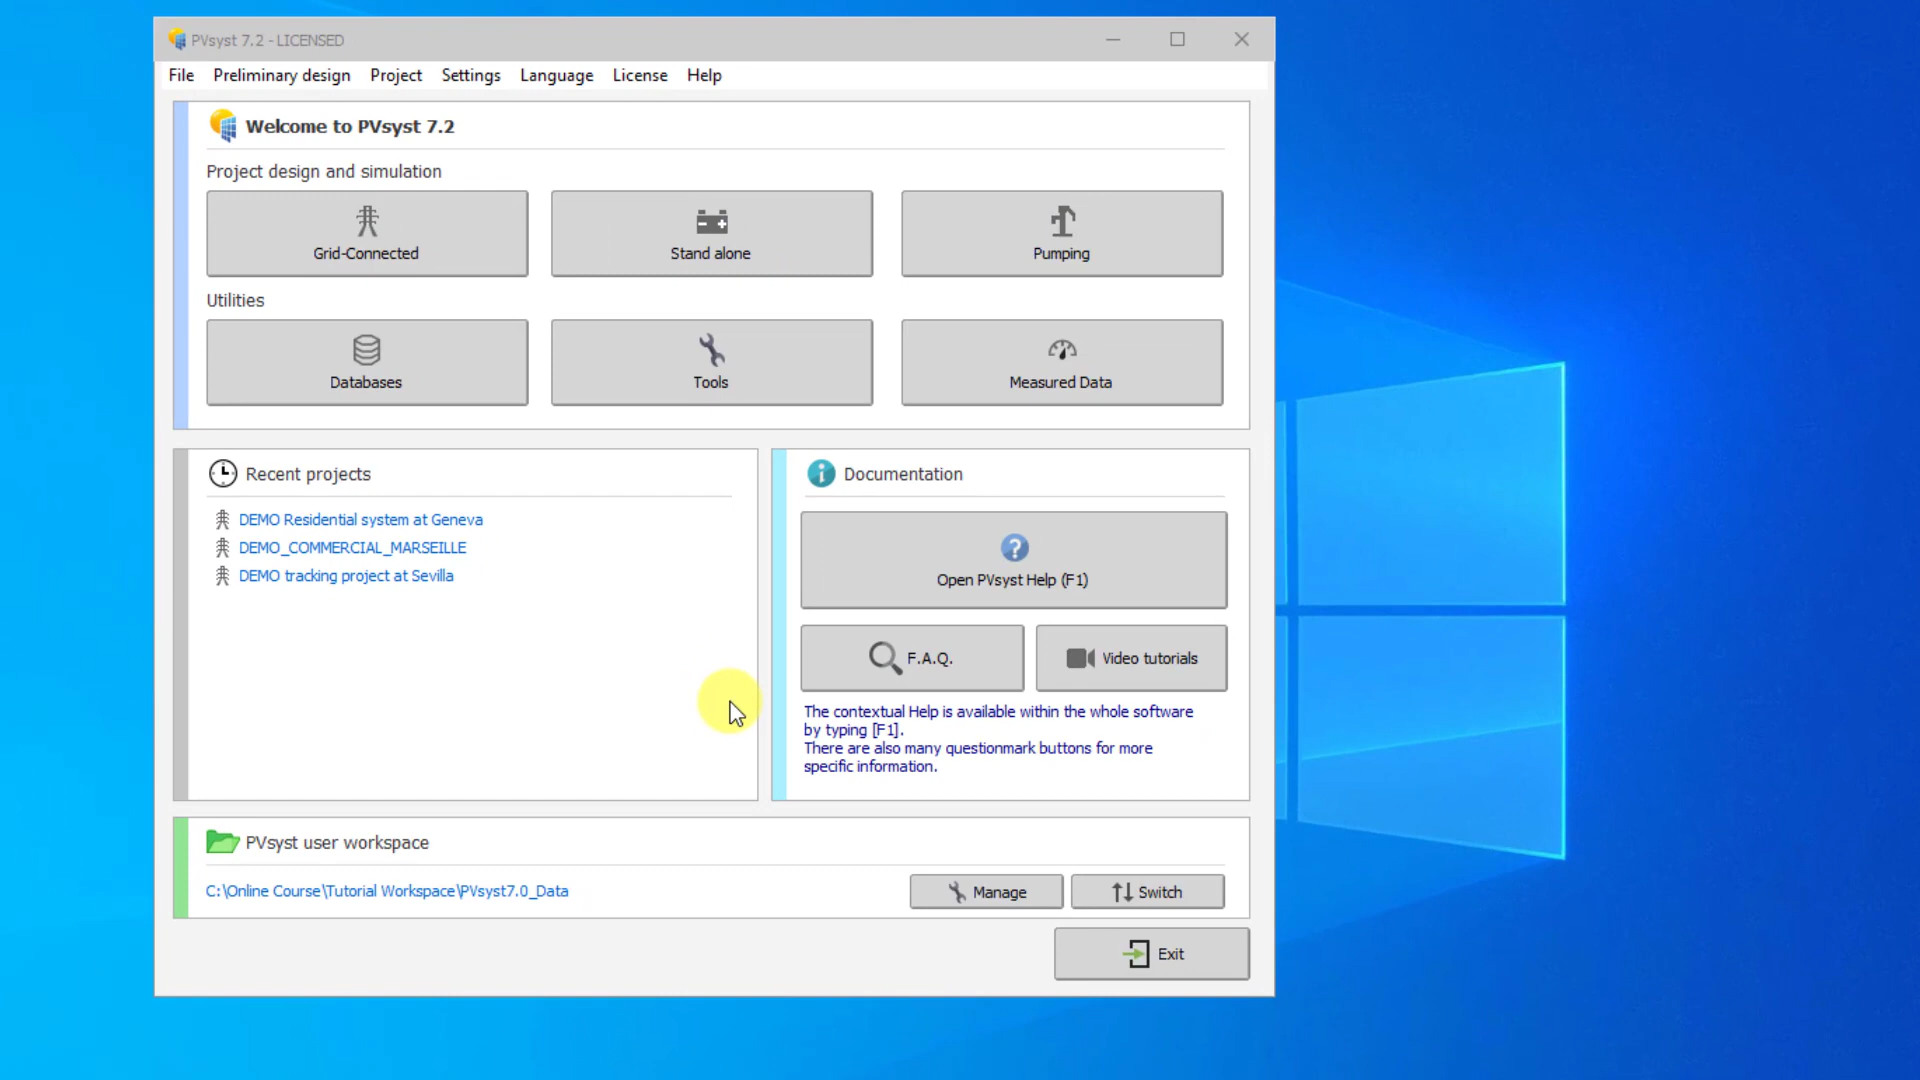 PVsyst 7.2 - LICENSED
File Preliminary design Project Settings Language License Help
Welcome to PVsyst 7.2
Project design and simulation
Grid-Connected
Stand alone
Pumping
Utilities
Databases
Tools
Measured Data
Recent projects
DEMO Residential system at Geneva
DEMO_COMMERCIAL_MARSEILLE
DEMO tracking project at Sevilla
Documentation
Open PVsyst Help (F1)
F.A.Q.
Video tutorials
The contextual Help is available within the whole software
by typing [F1].
There are also many questionmark buttons for more
specific information.
PVsyst user workspace
C:\Online Course\Tutorial Workspace\PVsyst7.0_Data
Manage
Switch
Exit